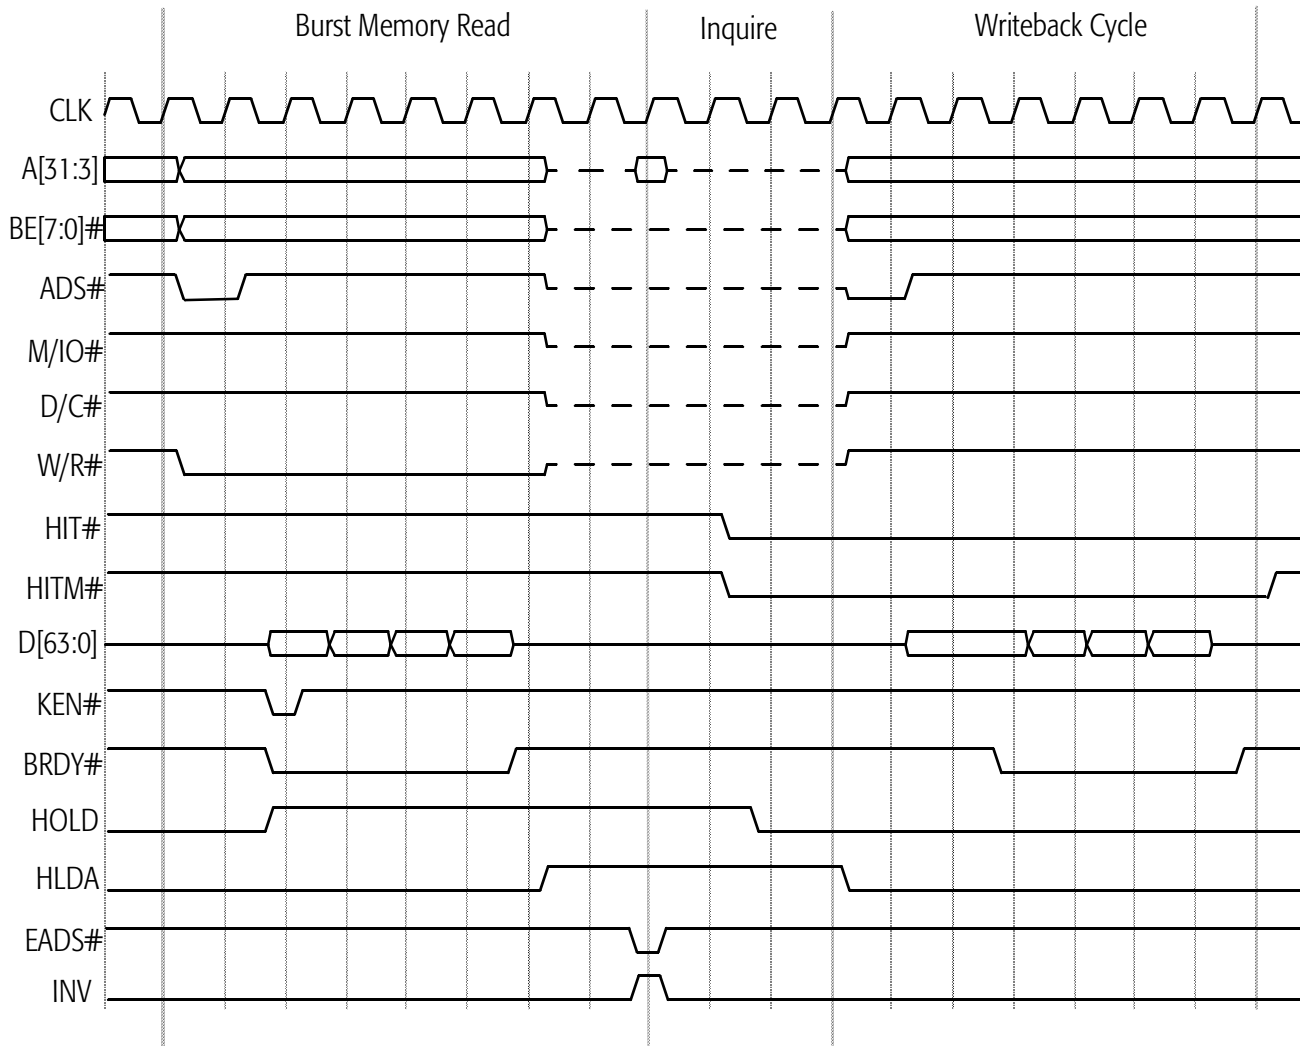 Burst Memory Read
Inquire
Writeback Cycle
CLK
A[31:3]
BE[7:0]#
ADS#
M/IO#
D/C#
W/R#
HIT#
HITM#
D[63:0]
KEN#
BRDY#
HOLD
HLDA
EADS#
INV